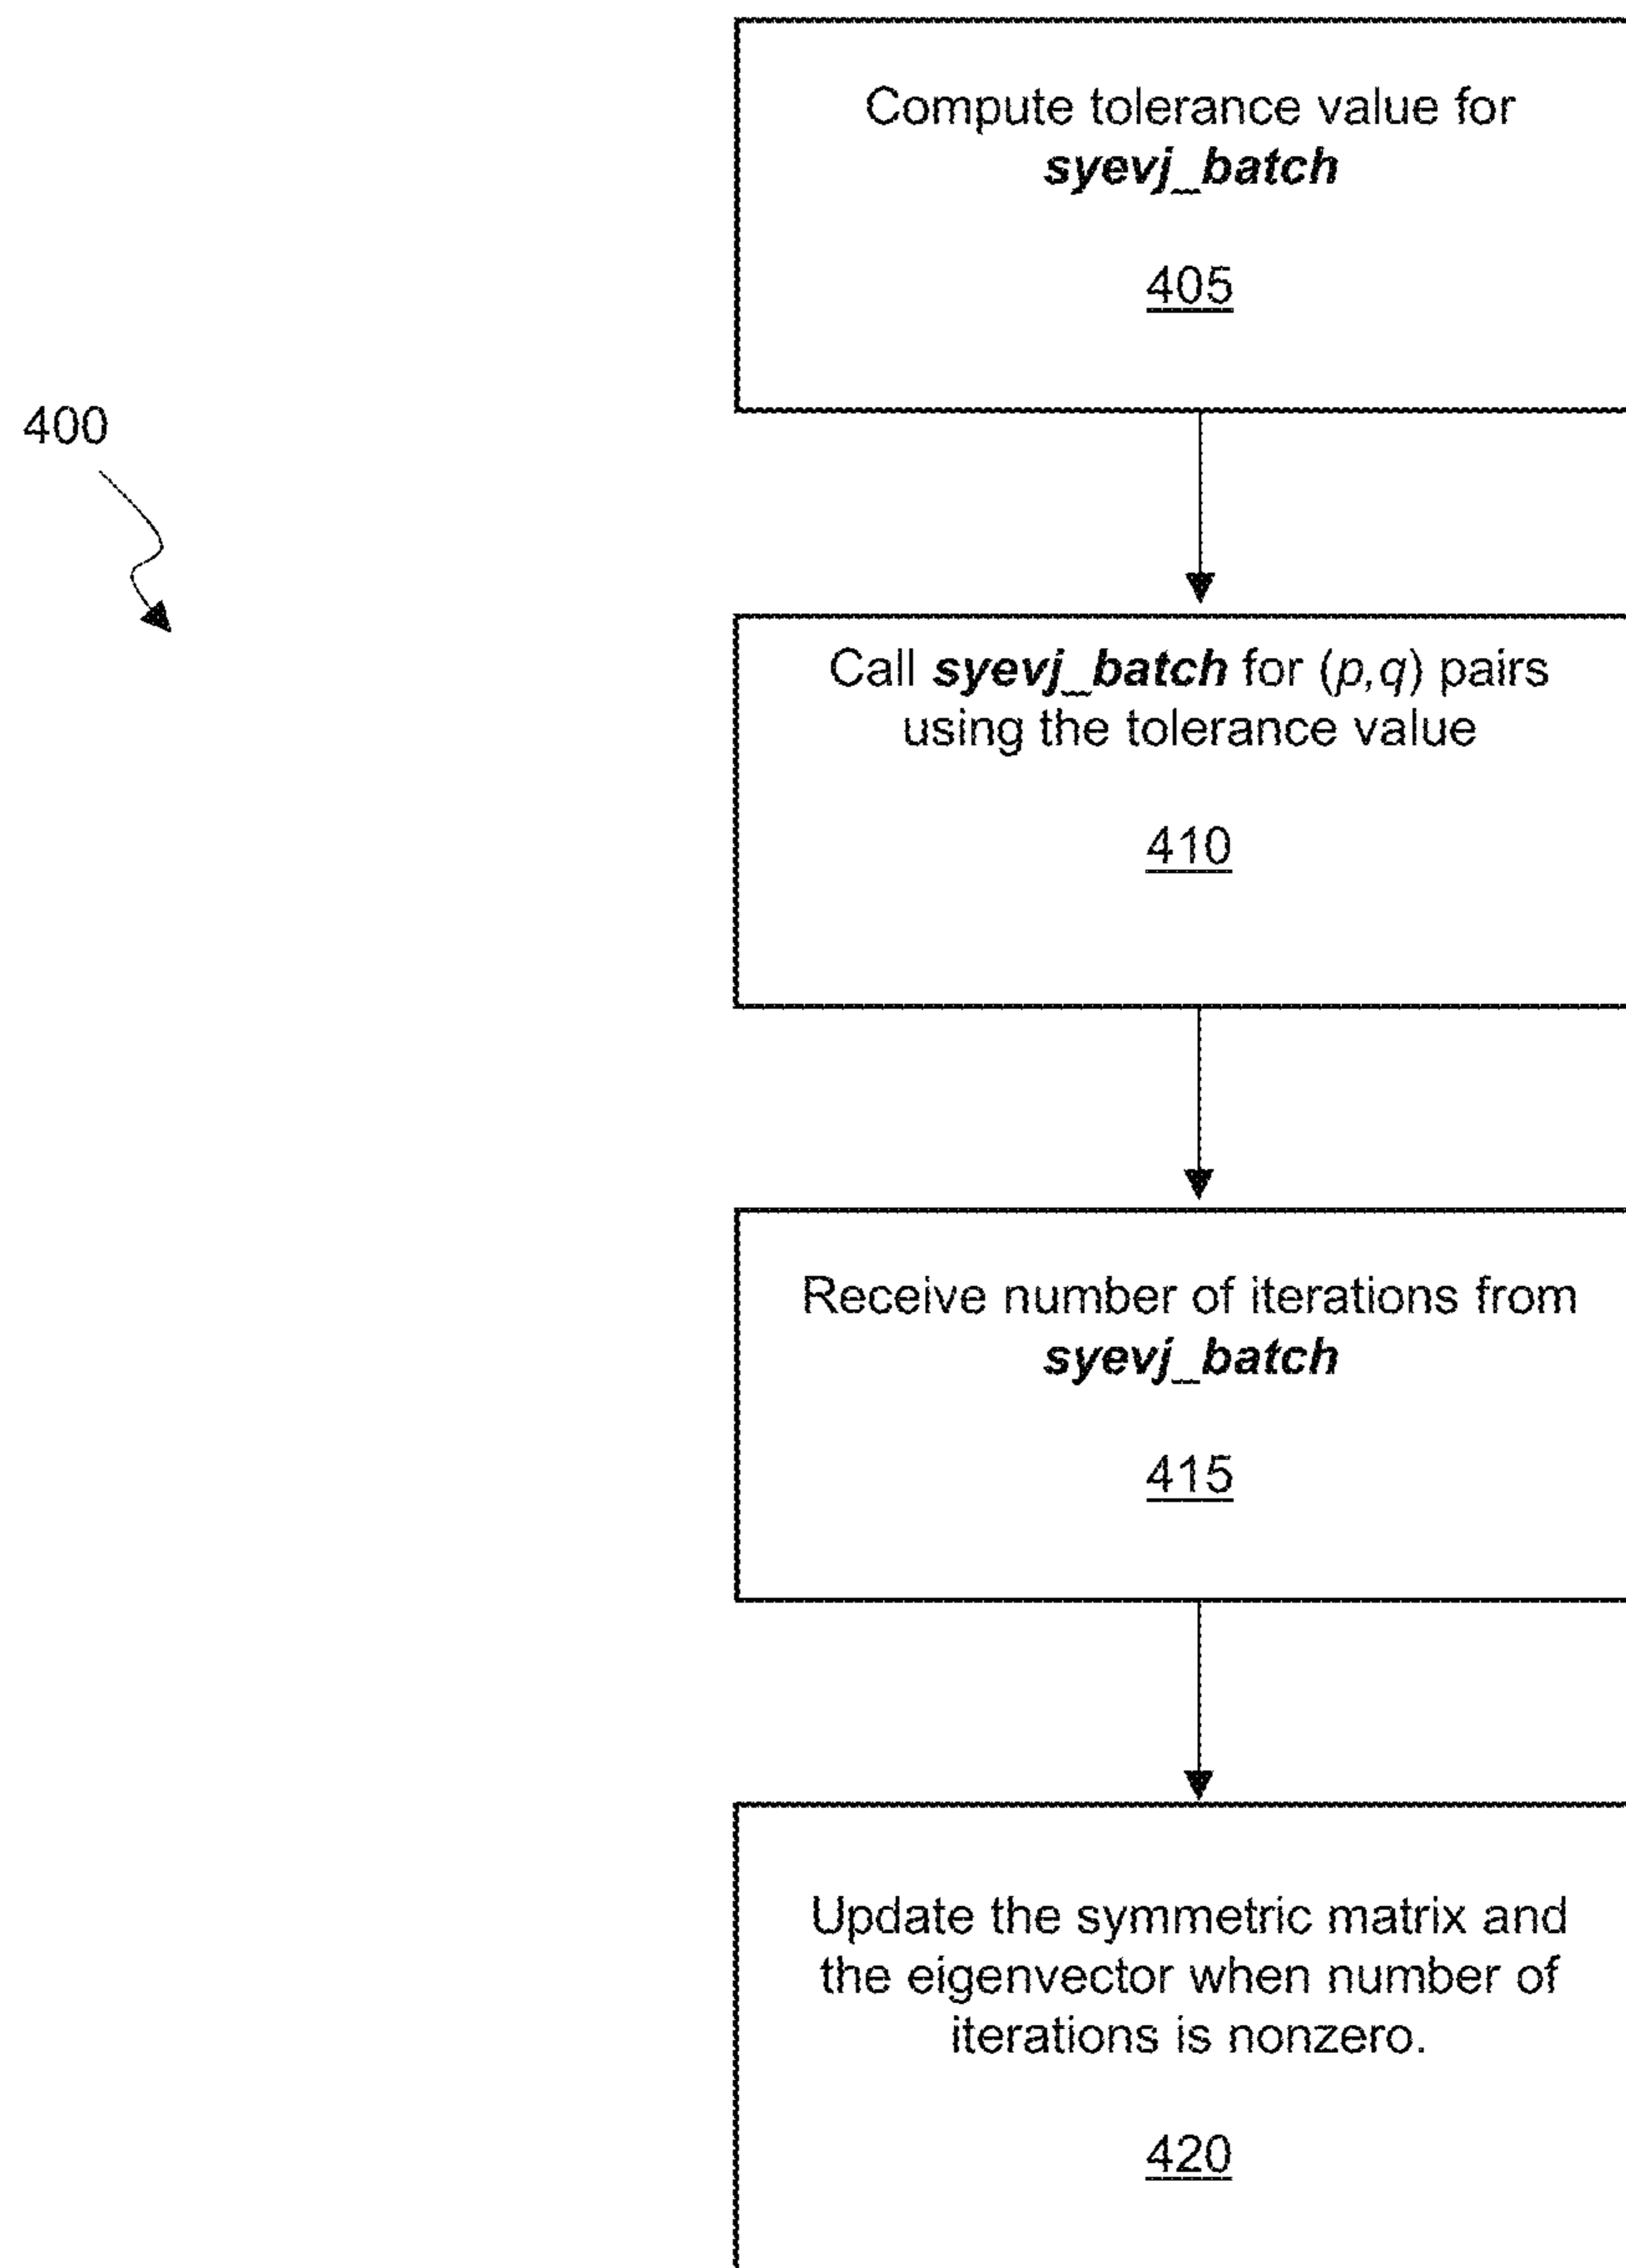 Compute tolerance value for
syevj_batch
405
400
Call syevj_batch for (p,q) pairs
using the tolerance value
410
Receive number of iterations from
syevj_batch
415
Update the symmetric matrix and
the eigenvector when number of
iterations is nonzero.
420